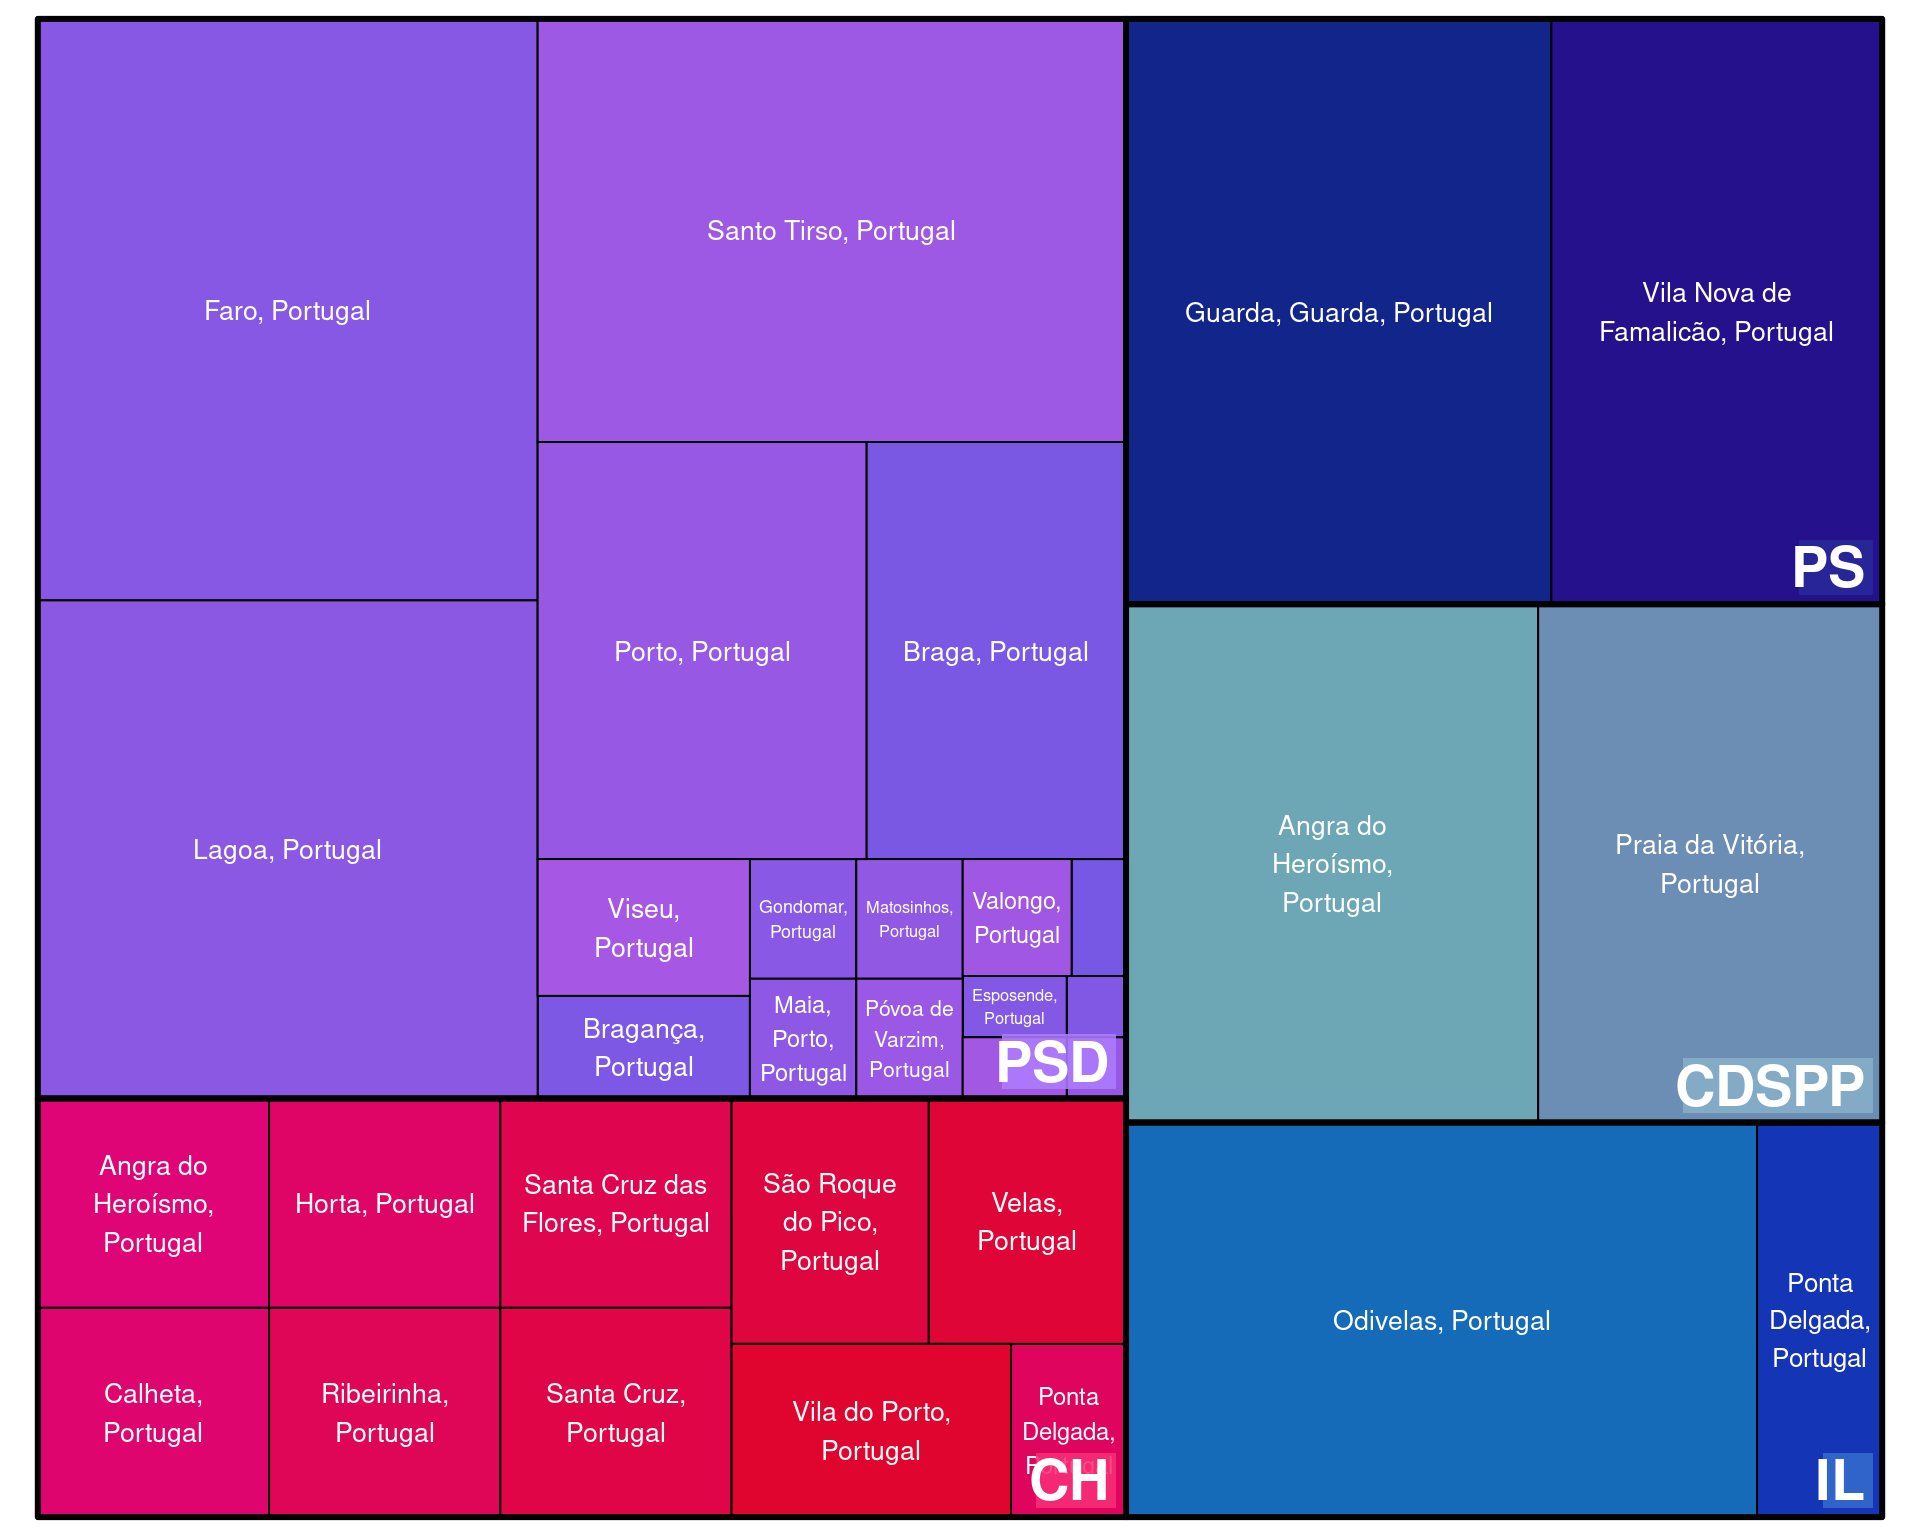 Faro, Portugal
Santo Tirso, Portugal
Lagoa, Portugal
Porto, Portugal
Braga, Portugal
Viseu,
Portugal
Bragança,
Portugal
Gondomar,
Portugal
Matosinhos,
Portugal
Valongo,
Portugal
Maia,
Porto,
Portugal
Póvoa de
Varzim,
Portugal
Esposende,
Portugal
PSD
Guarda, Guarda, Portugal
Vila Nova de
Famalicão, Portugal
PS
Angra do
Heroísmo,
Portugal
Praia da Vitória,
Portugal
CDSPP
Angra do
Heroísmo,
Portugal
Horta, Portugal
Santa Cruz das
Flores, Portugal
São Roque
do Pico,
Portugal
Velas,
Portugal
Calheta,
Portugal
Ribeirinha,
Portugal
Santa Cruz,
Portugal
Vila do Porto,
Portugal
Ponta
Delgada,
Portugal
CH
Odivelas, Portugal
Ponta
Delgada,
Portugal
IL